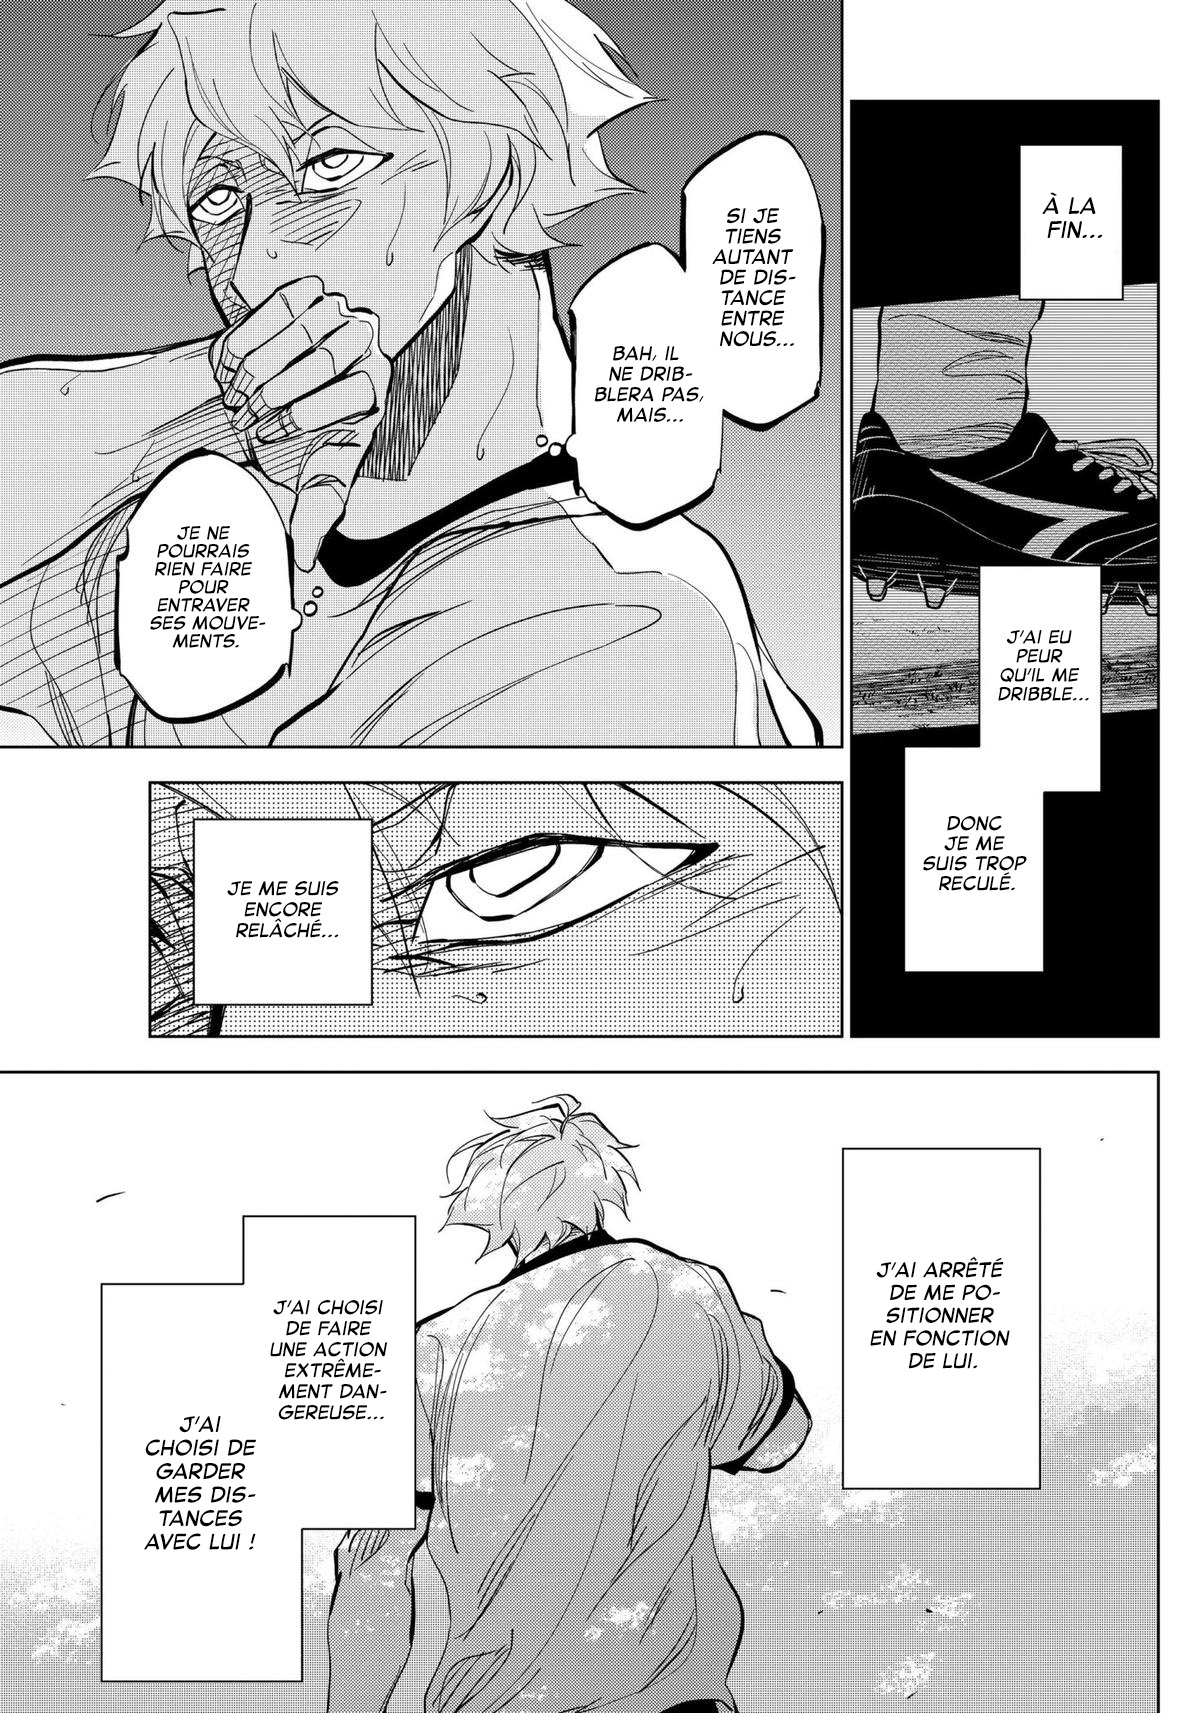 À LA
FIN...
J'AI EU
PEUR
QU'IL ME
DRIBBLE...
DONC
JE ME
SUIS TROP
RECULÉ.
SI JE
TIENS
AUTANT
DE DIS-
TANCE
ENTRE
NOUS...
BAH, IL
NE DRIB-
BLERA PAS,
MAIS...
JE NE
POURRAIS
RIEN FAIRE
POUR
ENTRAVER
SES MOUVE-
MENTS.
JE ME SUIS
ENCORE
RELÂCHÉ...
J'AI ARRÊTÉ
DE ME PO-
SITIONNER
EN FONCTION
DE LUI.
J'AI CHOISI
DE FAIRE
UNE ACTION
EXTRÊME-
MENT DAN-
GEREUSE...
J'AI
CHOISI DE
GARDER
MES DIS-
TANCES
AVEC LUI !